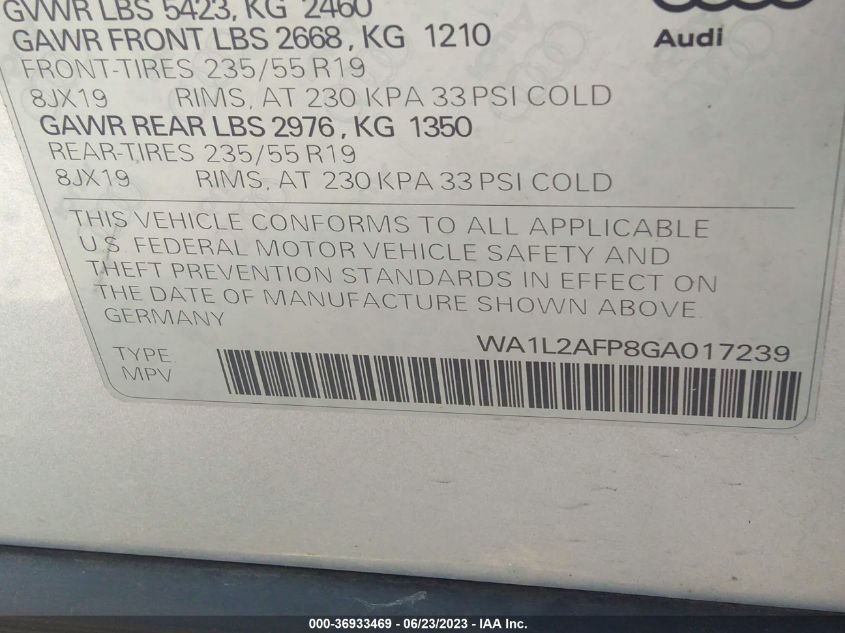 GVWR LBS 5423, KG 2460
GAWR FRONT LBS 2668, KG 1210
Audi
FRONT-TIRES 235/55 R19
8JX19 RIMS, AT 230 KPA 33 PSI COLD
GAWR REAR LBS 2976, KG 1350
REAR-TIRES 235/55 R19
8JX19 RIMS, AT 230 KPA 33 PSI COLD
THIS VEHICLE CONFORMS TO ALL APPLICABLE
U.S. FEDERAL MOTOR VEHICLE SAFETY AND
THEFT PREVENTION STANDARDS IN EFFECT ON
THE DATE OF MANUFACTURE SHOWN ABOVE.
GERMANY
WA1L2AFP8GA017239
TYPE
MPV
000-36933469 - 06/23/2023 - IAA Inc.